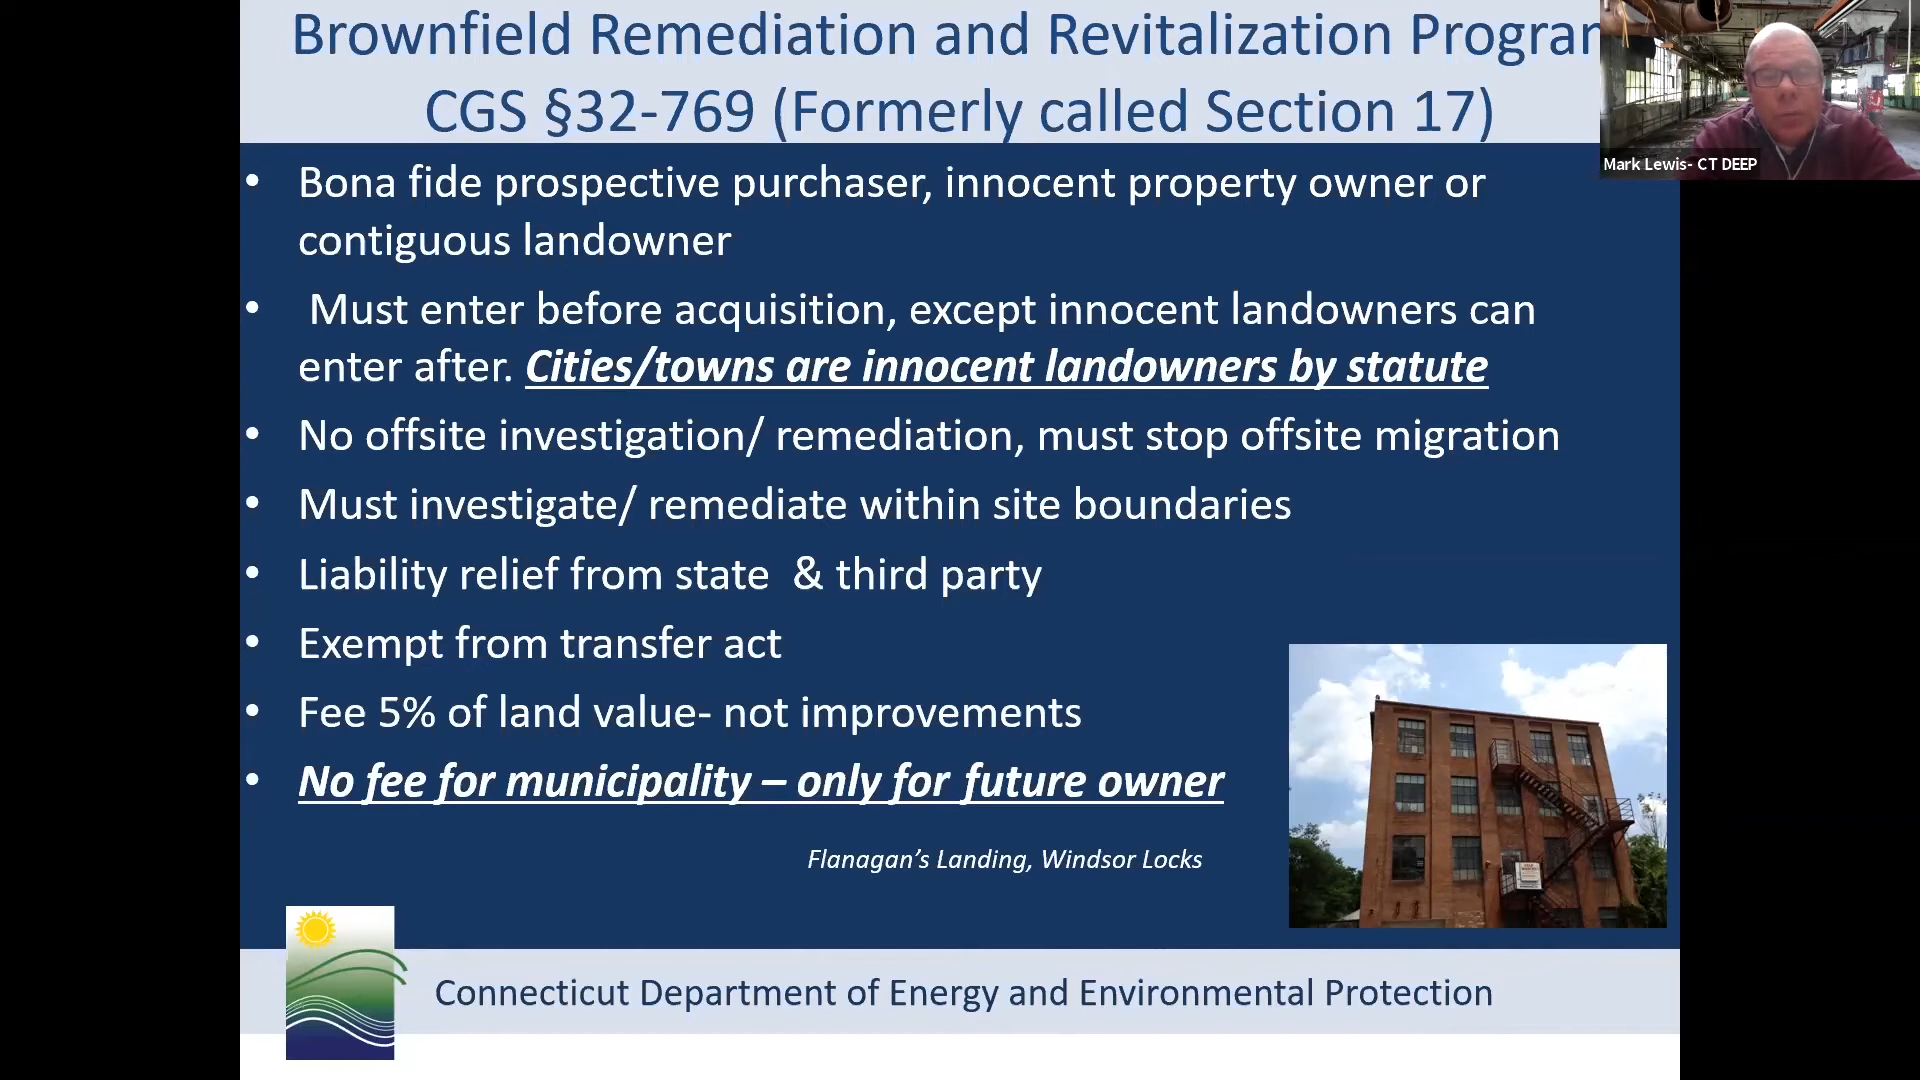 Brownfield Remediation and Revitalization Program
CGS §32-769 (Formerly called Section 17)
Mark Lewis- CT DEEP
• Bona fide prospective purchaser, innocent property owner or
contiguous landowner
• Must enter before acquisition, except innocent landowners can
enter after. Cities/towns are innocent landowners by statute
• No offsite investigation/ remediation, must stop offsite migration
• Must investigate/ remediate within site boundaries
• Liability relief from state & third party
• Exempt from transfer act
• Fee 5% of land value- not improvements
• No fee for municipality – only for future owner
Flanagan’s Landing, Windsor Locks
Connecticut Department of Energy and Environmental Protection